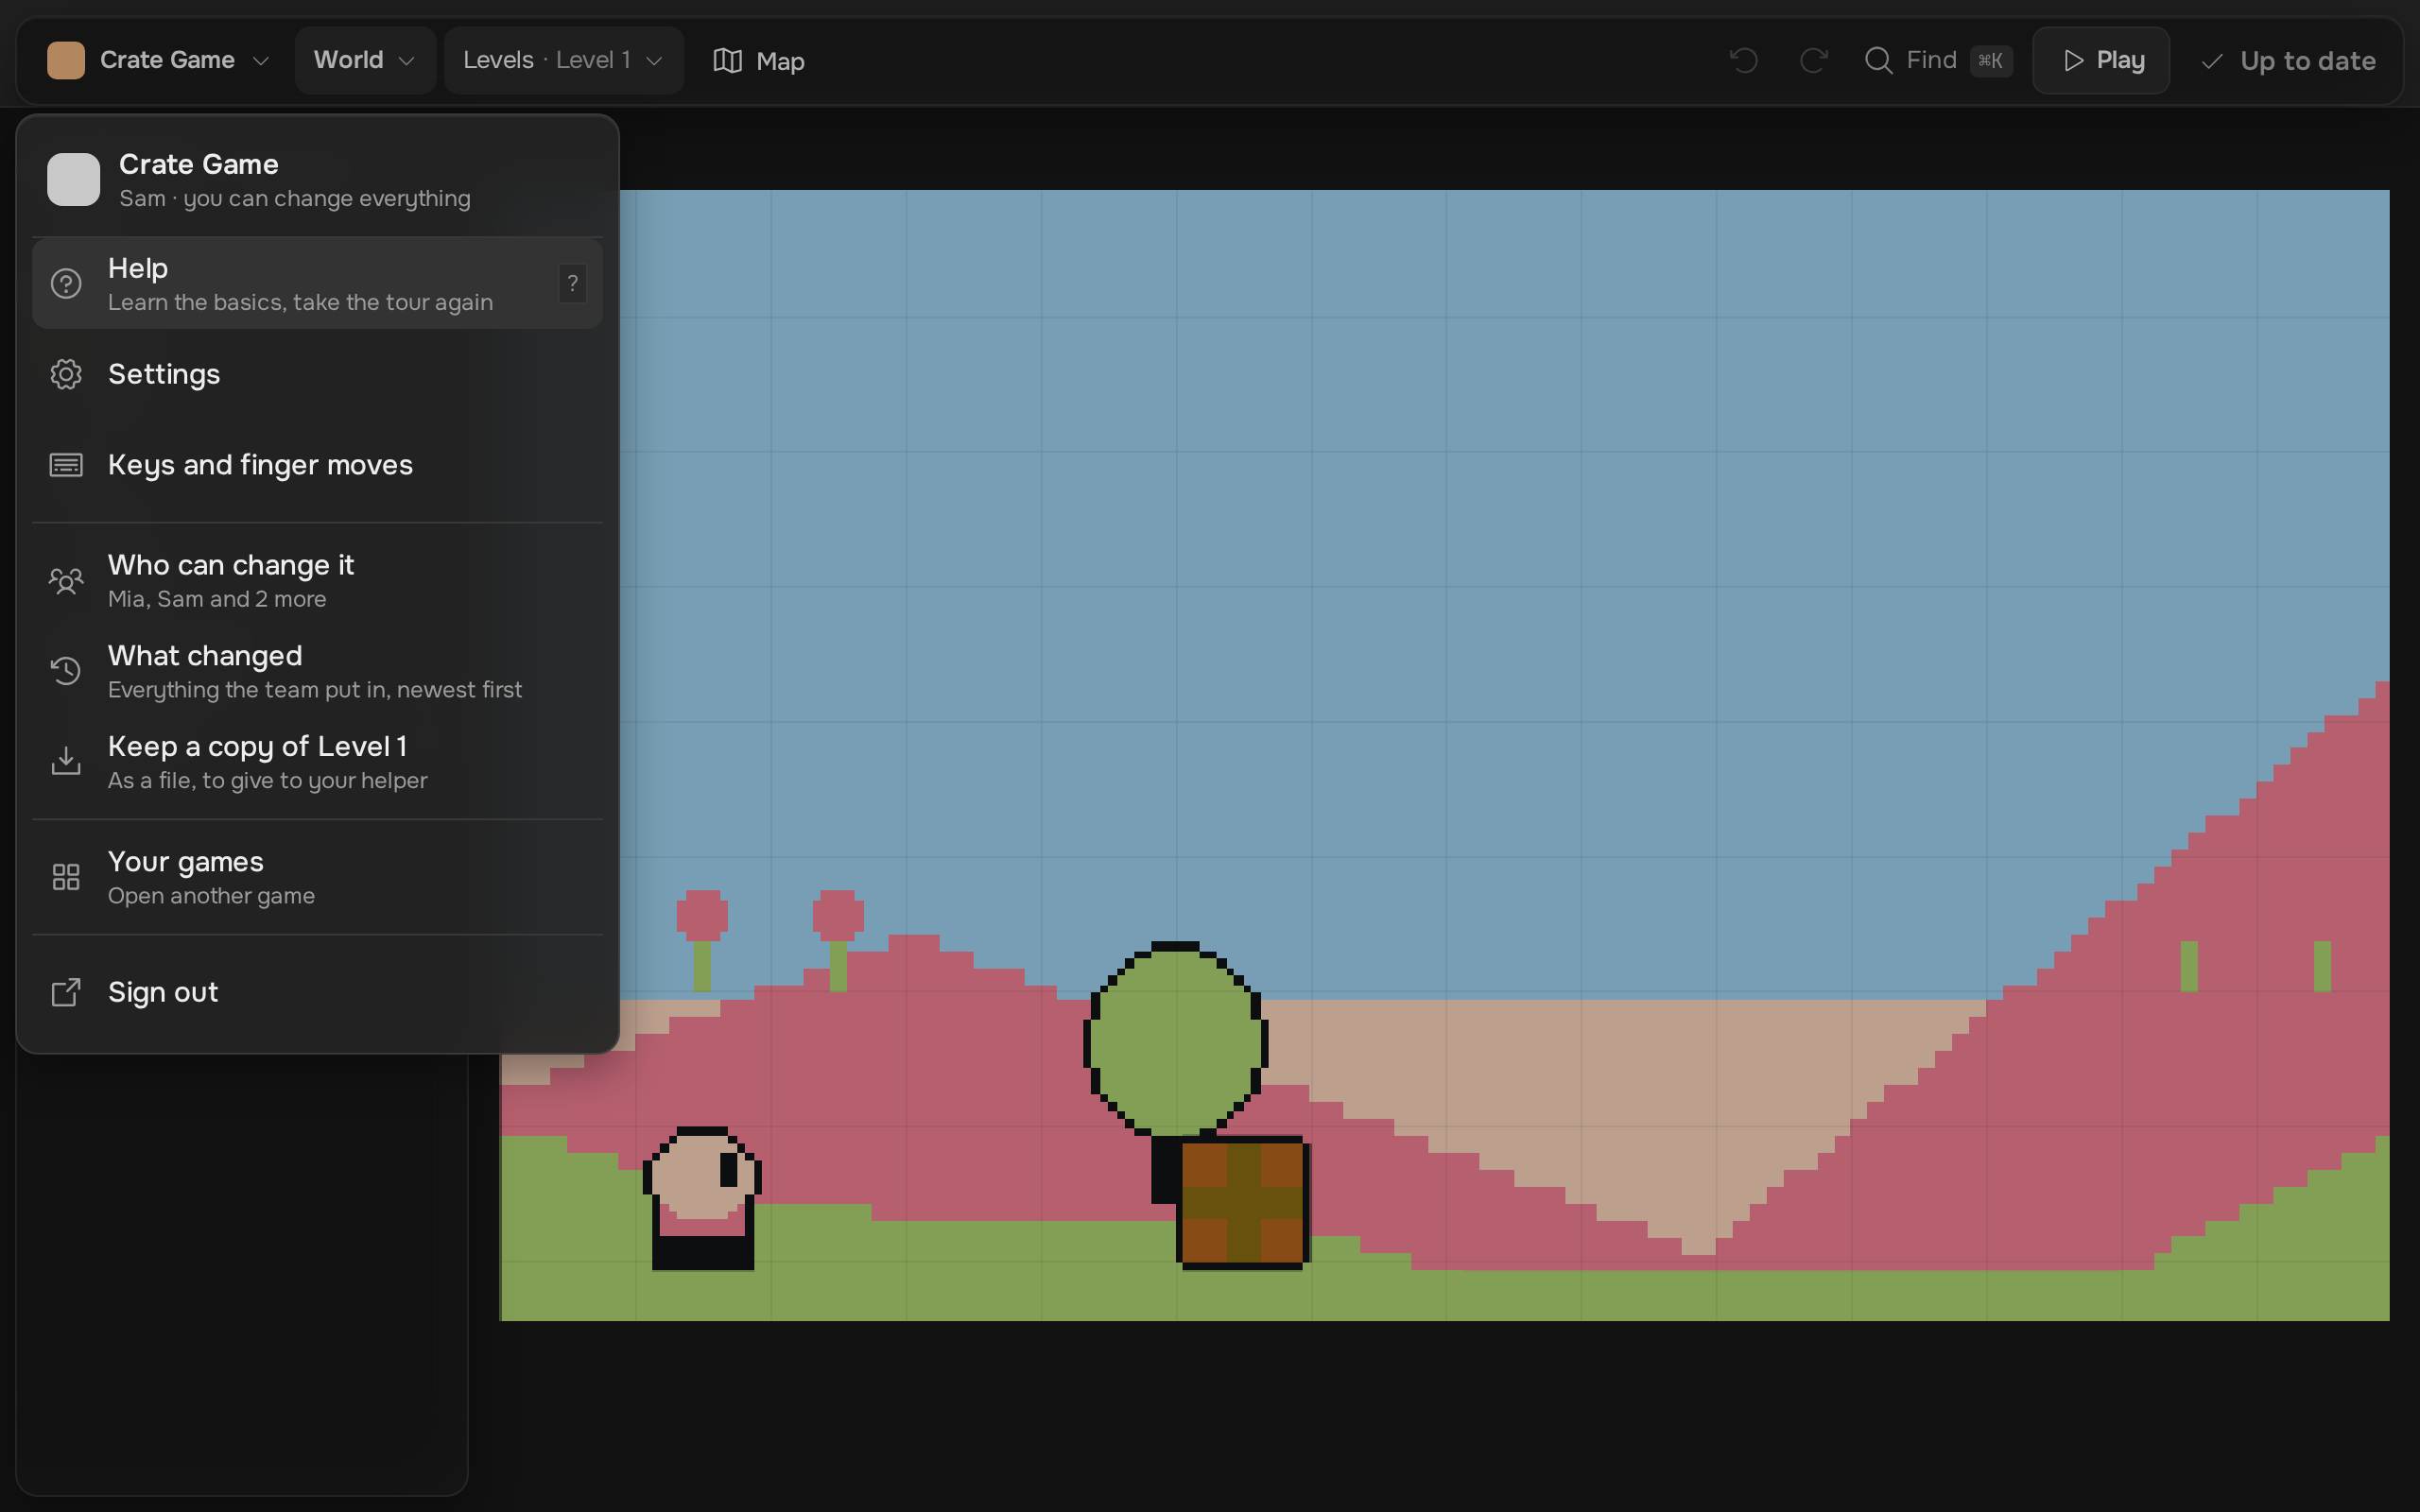 Crate Game
World
Levels · Level 1
Map
Find ⌘K
Play
Up to date
Crate Game
Sam · you can change everything
Help
Learn the basics, take the tour again
?
Settings
Keys and finger moves
Who can change it
Mia, Sam and 2 more
What changed
Everything the team put in, newest first
Keep a copy of Level 1
As a file, to give to your helper
Your games
Open another game
Sign out